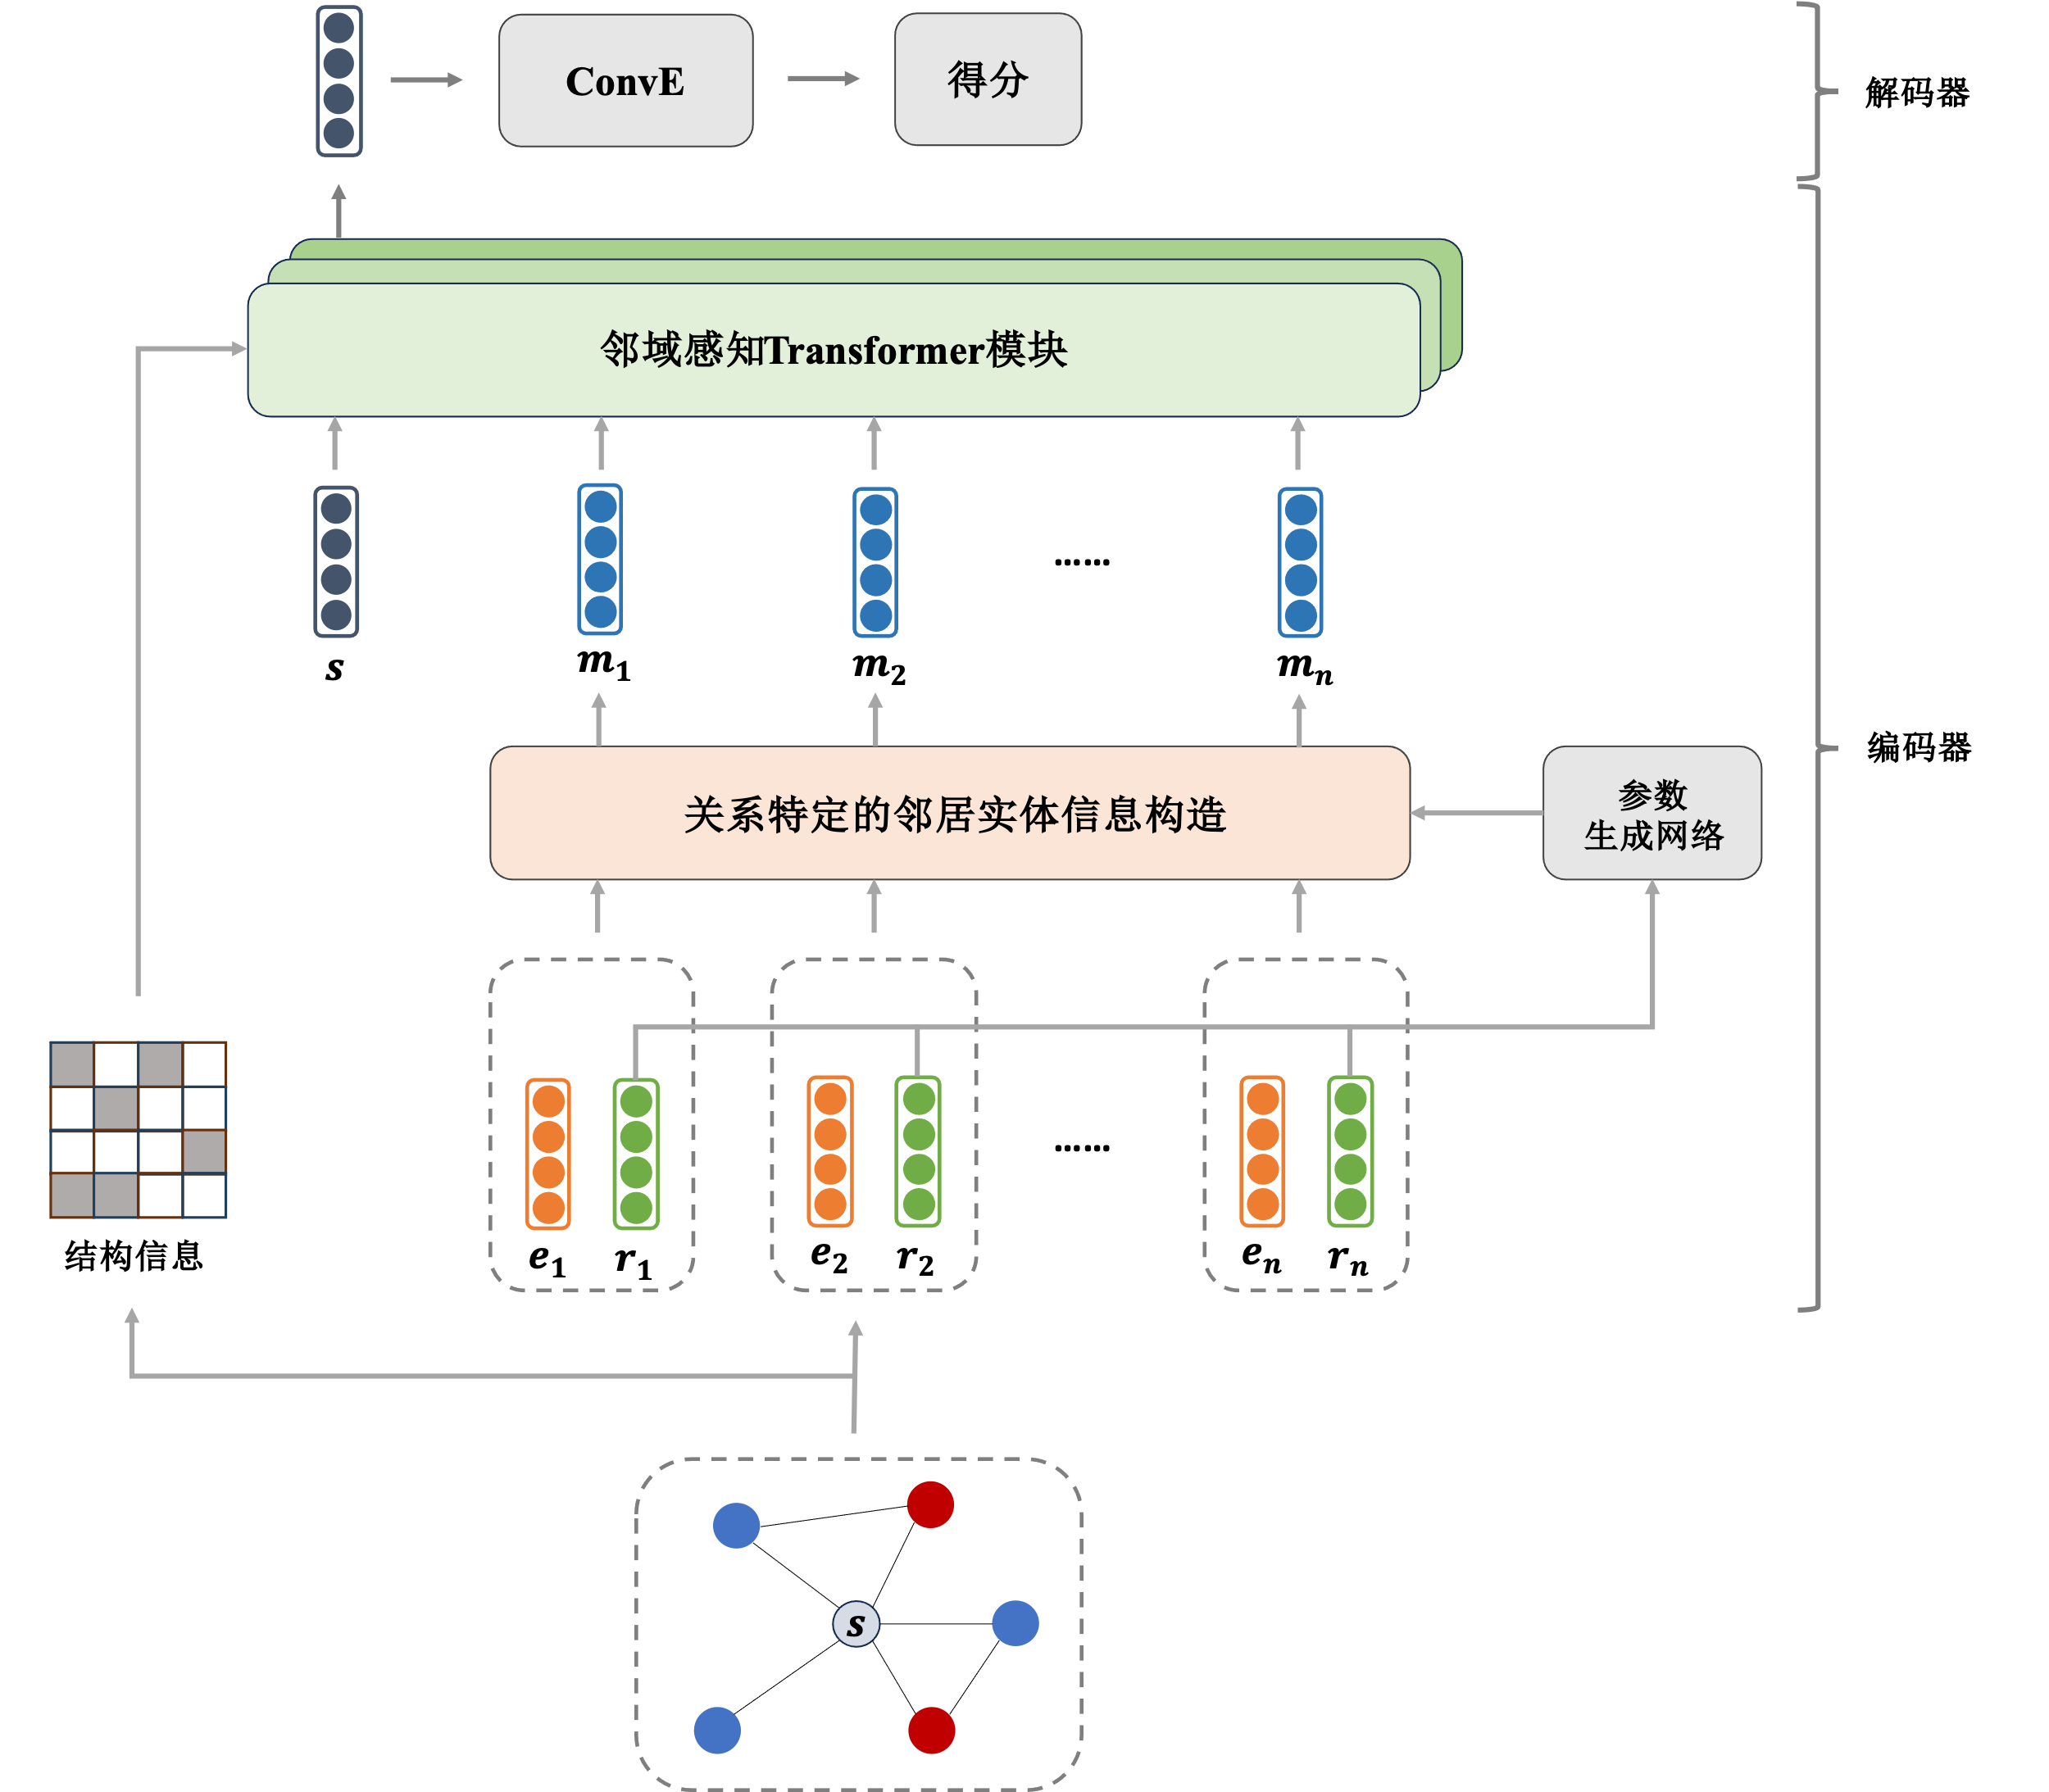 ConvE
得分
解码器
邻域感知Transformer模块
s
m₁
m₂
......
mₙ
编码器
关系特定的邻居实体信息构造
参数
生成网络
结构信息
e₁
r₁
e₂
r₂
......
eₙ
rₙ
s